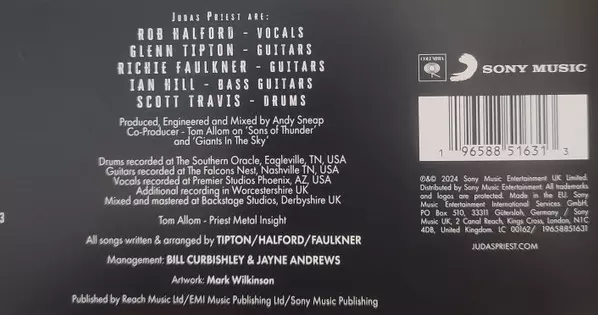 JUDAS PRIEST ARE:
ROB HALFORD - VOCALS
GLENN TIPTON - GUITARS
RICHIE FAULKNER - GUITARS
IAN HILL - BASS GUITARS
SCOTT TRAVIS - DRUMS
Produced, Engineered and Mixed by Andy Sneap
Co-Producer - Tom Allom on 'Sons of Thunder'
and 'Giants In The Sky'
Drums recorded at The Southern Oracle, Eagleville, TN, USA
Guitars recorded at The Falcons Nest, Nashville TN, USA
Vocals recorded at Premier Studios Phoenix, AZ, USA
Additional recording in Worcestershire UK
Mixed and mastered at Backstage Studios, Derbyshire UK
3
Tom Allom - Priest Metal Insight
All songs written & arranged by TIPTON/HALFORD/FAULKNER
Management: BILL CURBISHLEY & JAYNE ANDREWS
Artwork: Mark Wilkinson
Published by Reach Music Ltd/EMI Music Publishing Ltd/Sony Music Publishing
COLUMBIA
SONY MUSIC
1 96588 51631 3
℗&© 2024 Sony Music Entertainment UK Limited.
Distributed by Sony Music Entertainment. All trademarks
and logos are protected. Made in the EU. Sony
Music Entertainment International Services GmbH,
PO Box 510, 33311 Gütersloh, Germany / Sony
Music UK, 2 Canal Reach, Kings Cross, London, N1C
4DB, United Kingdom. LC 00162/ 19658851631
JUDASPRIEST.COM